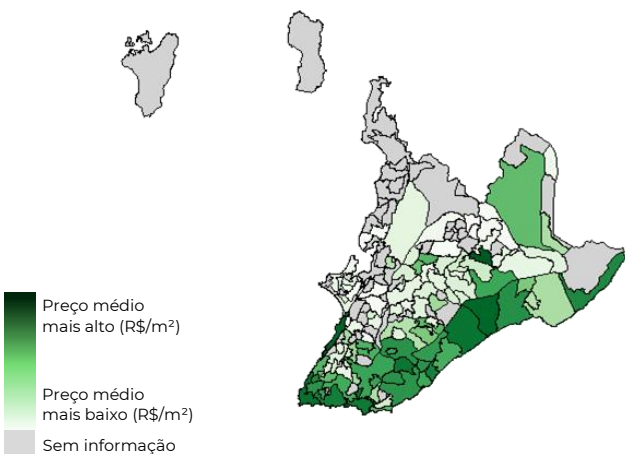 Preço médio
mais alto (R$/m²)
Preço médio
mais baixo (R$/m²)
Sem informação